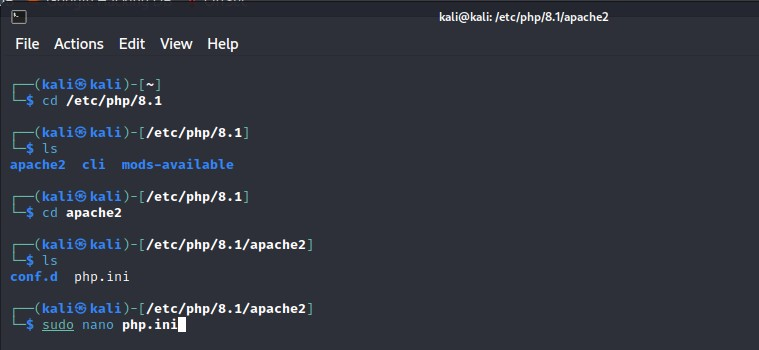 kali@kali: /etc/php/8.1/apache2
File Actions Edit View Help
┌──(kali㉿kali)-[~]
└─$ cd /etc/php/8.1
┌──(kali㉿kali)-[/etc/php/8.1]
└─$ ls
apache2 cli mods-available
┌──(kali㉿kali)-[/etc/php/8.1]
└─$ cd apache2
┌──(kali㉿kali)-[/etc/php/8.1/apache2]
└─$ ls
conf.d php.ini
┌──(kali㉿kali)-[/etc/php/8.1/apache2]
└─$ sudo nano php.ini